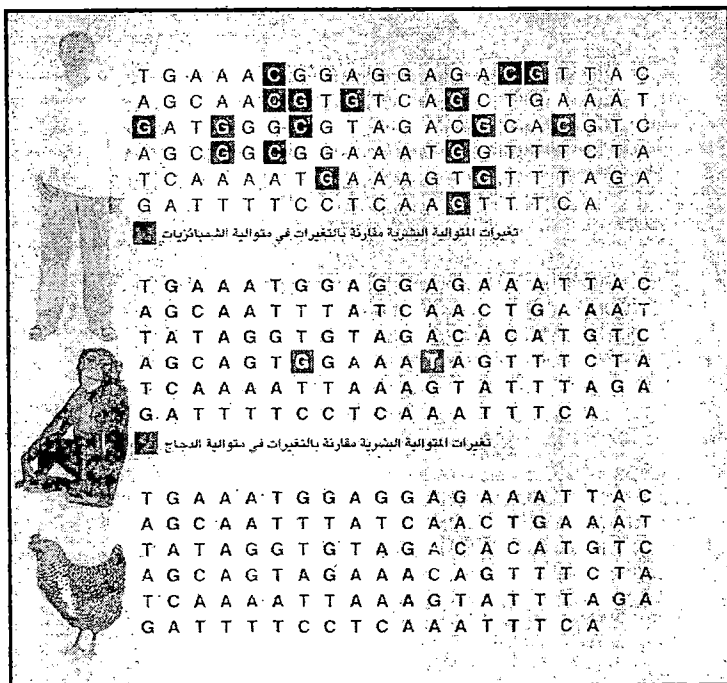 T G A A A C G G A G G A G A C G T T A C
A G C A A C G T G T C A G C T G A A A T
G A T G G G C G T A G A C G C A C G T C
A G C G G C G G A A A T G G T T T C T A
T C A A A A T G A A A G T G T T T A G A
G A T T T T C C T C A A G T T T C A
تغيرات المتوالية البشرية مقارنة بالتغيرات في متوالية الشمبانزيات
T G A A A T G G A G G A G A A A T T A C
A G C A A T T T A T C A A C T G A A A T
T A T A G G T G T A G A C A C A T G T C
A G C A G T G G A A A T A G T T T C T A
T C A A A A T T A A A G T A T T T A G A
G A T T T T C C T C A A A T T T C A
تغيرات المتوالية البشرية مقارنة بالتغيرات في متوالية الدجاج
T G A A A T G G A G G A G A A A T T A C
A G C A A T T T A T C A A C T G A A A T
T A T A G G T G T A G A C A C A T G T C
A G C A G T A G A A A C A G T T T C T A
T C A A A A T T A A A G T A T T T A G A
G A T T T T C C T C A A A T T T C A